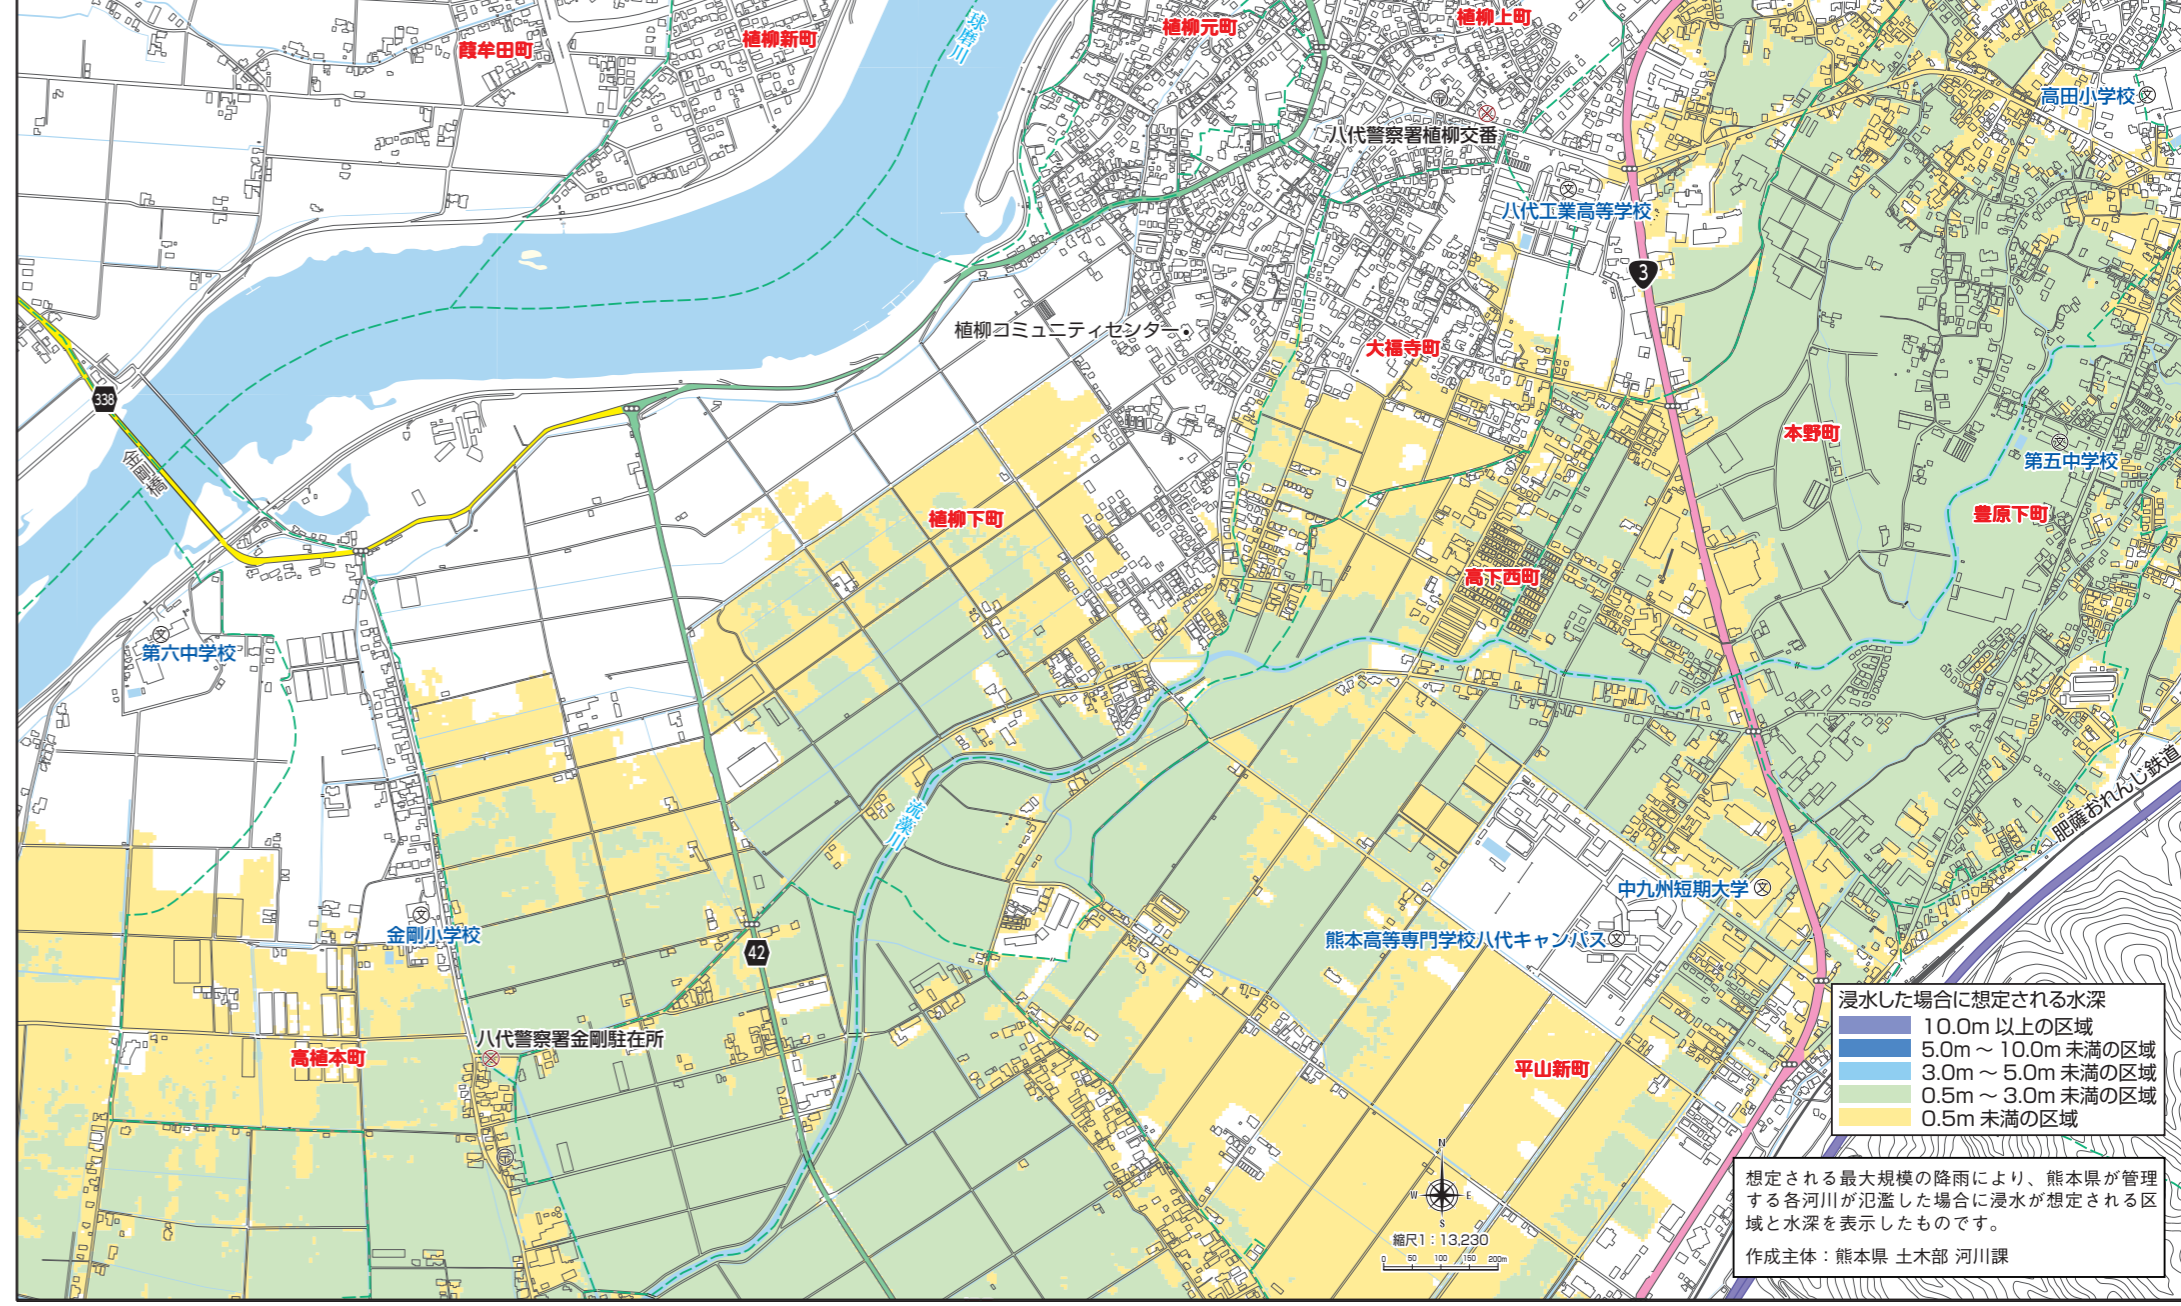 球磨川
葭牟田町
植柳新町
植柳元町
植柳上町
高田小学校
八代警察署植柳交番
八代工業高等学校
3
植柳コミュニティセンター
大福寺町
338
金剛橋
本野町
第五中学校
豊原下町
植柳下町
高下西町
第六中学校
流藻川
肥薩おれんじ鉄道
中九州短期大学
金剛小学校
熊本高等専門学校八代キャンパス
42
八代警察署金剛駐在所
高植本町
平山新町
浸水した場合に想定される水深
10.0m 以上の区域
5.0m ～ 10.0m 未満の区域
3.0m ～ 5.0m 未満の区域
0.5m ～ 3.0m 未満の区域
0.5m 未満の区域
N
W E
S
縮尺1：13,230
0 50 100 150 200m
想定される最大規模の降雨により、熊本県が管理
する各河川が氾濫した場合に浸水が想定される区
域と水深を表示したものです。
作成主体：熊本県 土木部 河川課